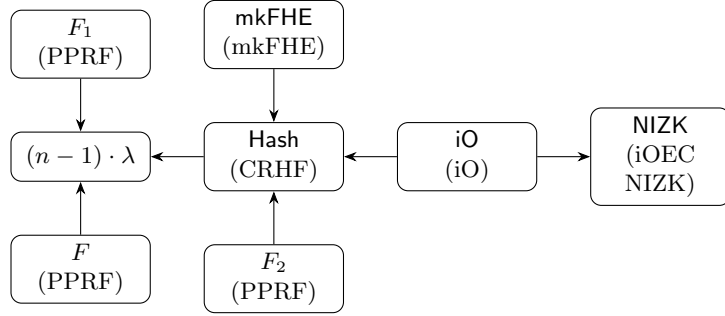 F₁
(PPRF)
mkFHE
(mkFHE)
(n − 1) · λ
Hash
(CRHF)
iO
(iO)
NIZK
(iOEC
NIZK)
F
(PPRF)
F₂
(PPRF)